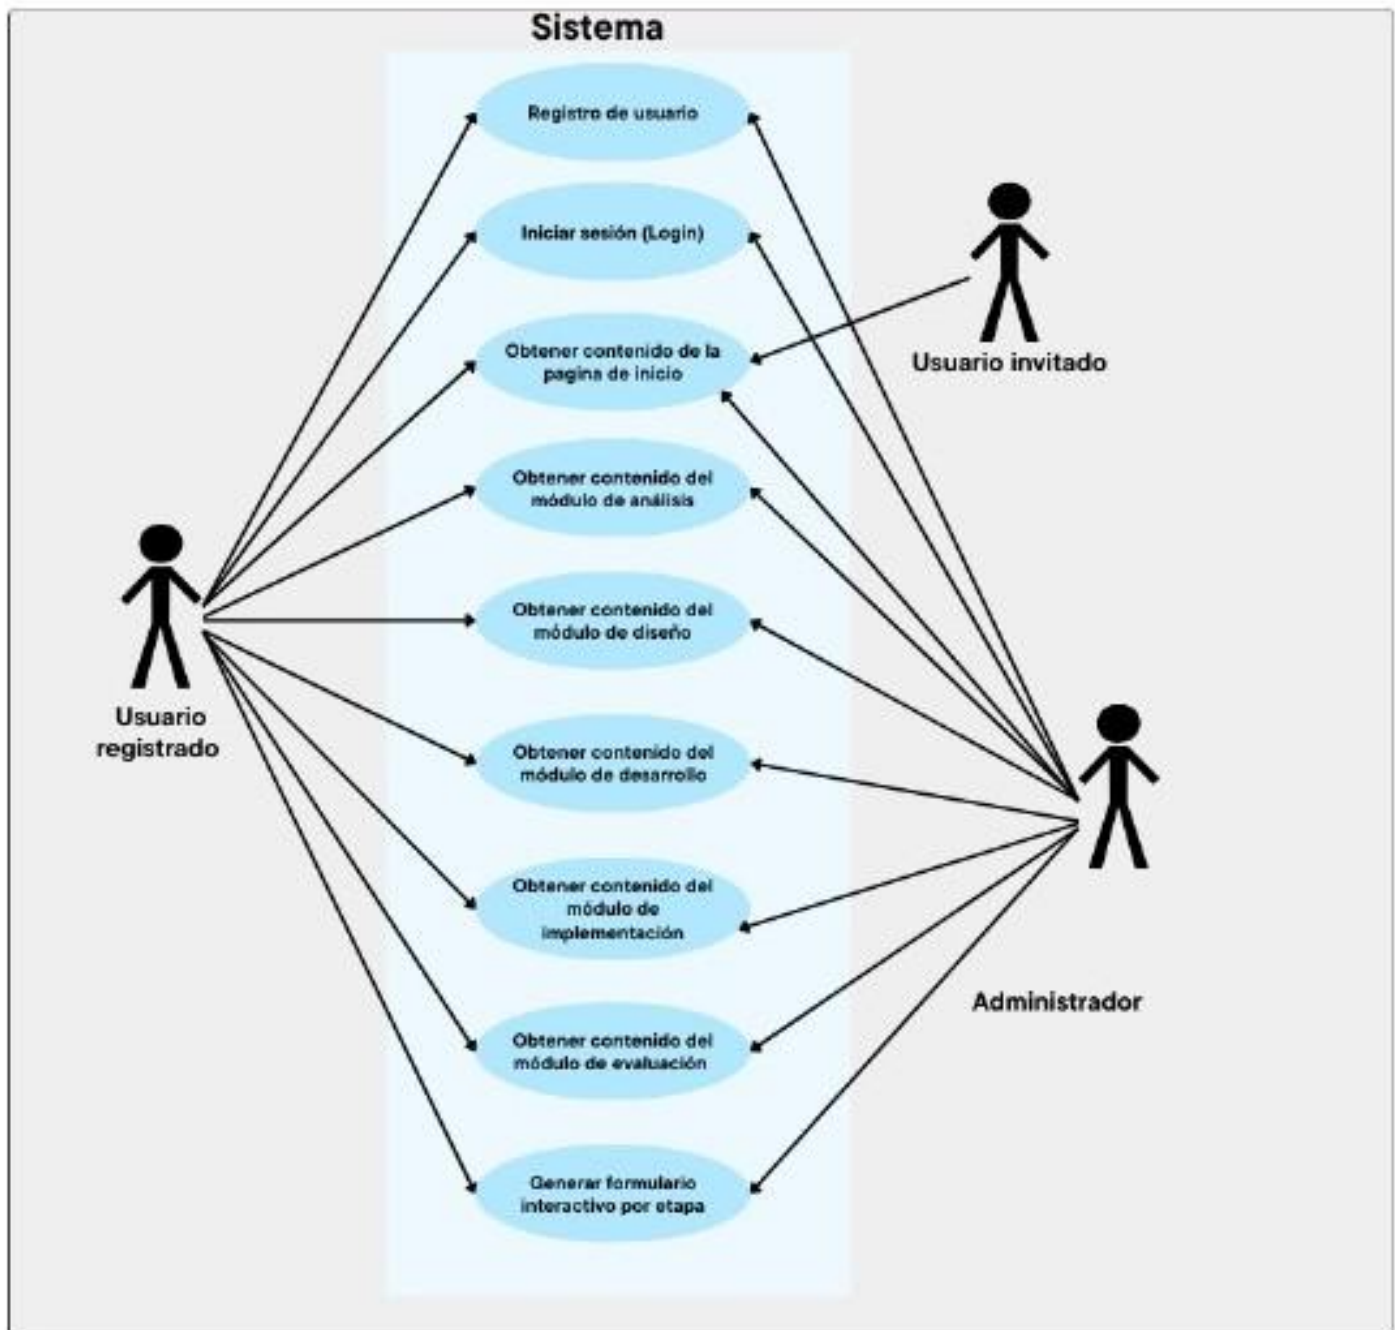 Sistema
Registro de usuario
Iniciar sesión (Login)
Usuario invitado
Obtener contenido de la
pagina de inicio
Obtener contenido del
módulo de análisis
Obtener contenido del
módulo de diseño
Usuario
registrado
Obtener contenido del
módulo de desarrollo
Obtener contenido del
módulo de
implementación
Administrador
Obtener contenido del
módulo de evaluación
Generar formulario
interactivo por etapa